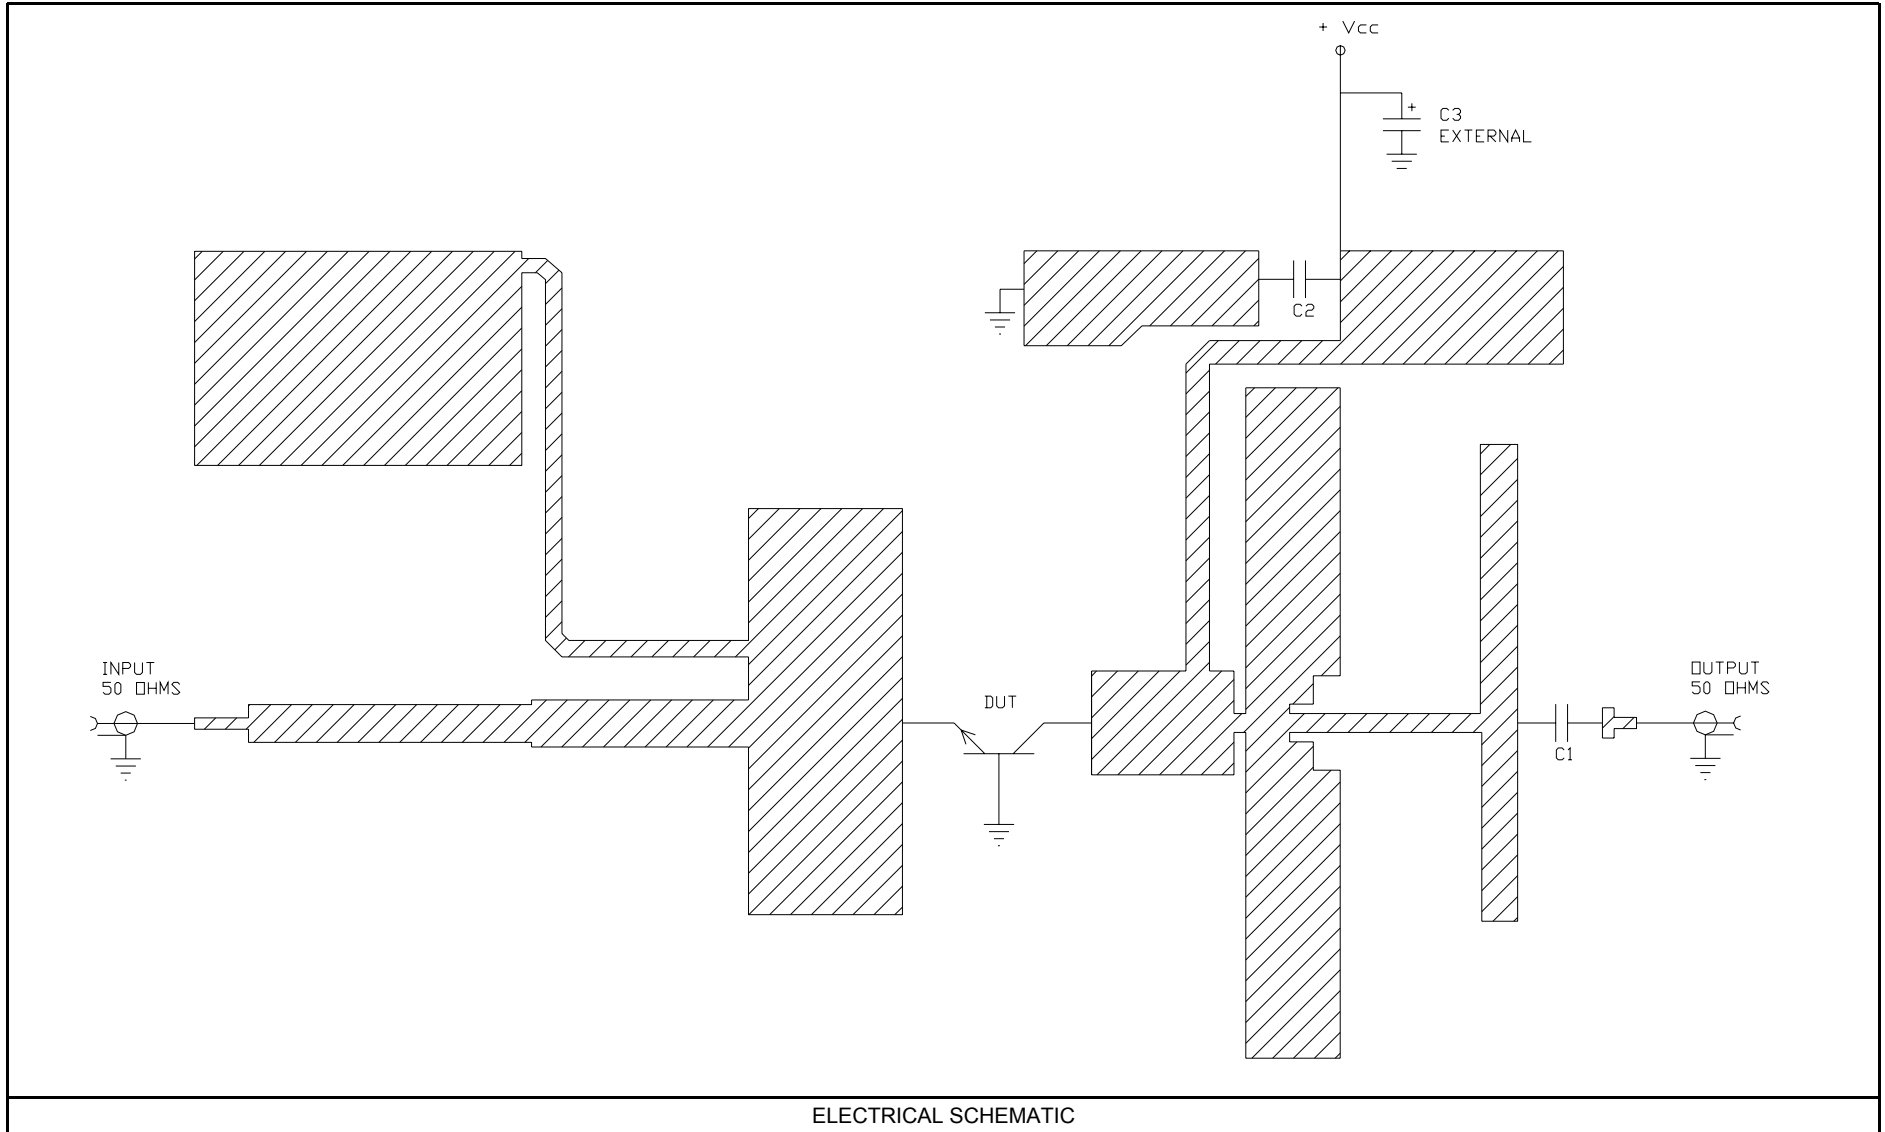 + Vcc
+
C3
EXTERNAL
C2
INPUT
50 OHMS
DUT
OUTPUT
50 OHMS
C1
ELECTRICAL SCHEMATIC